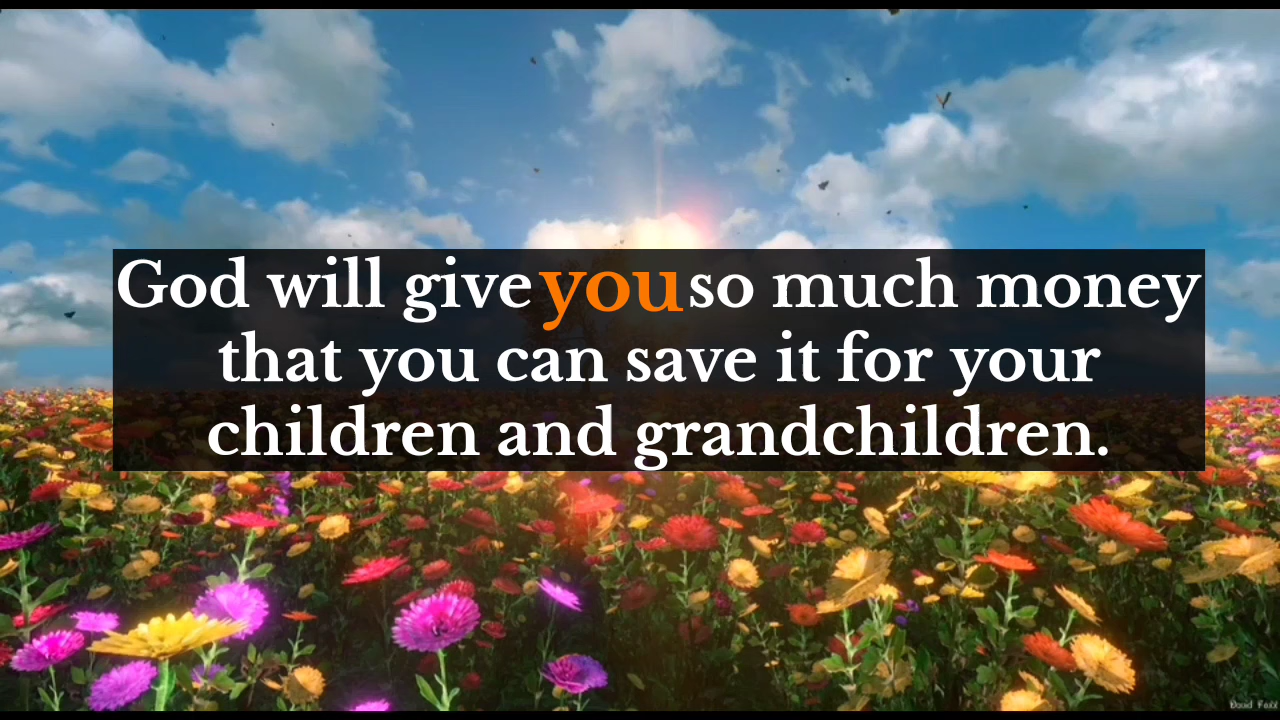 God will give you so much money
that you can save it for your
children and grandchildren.